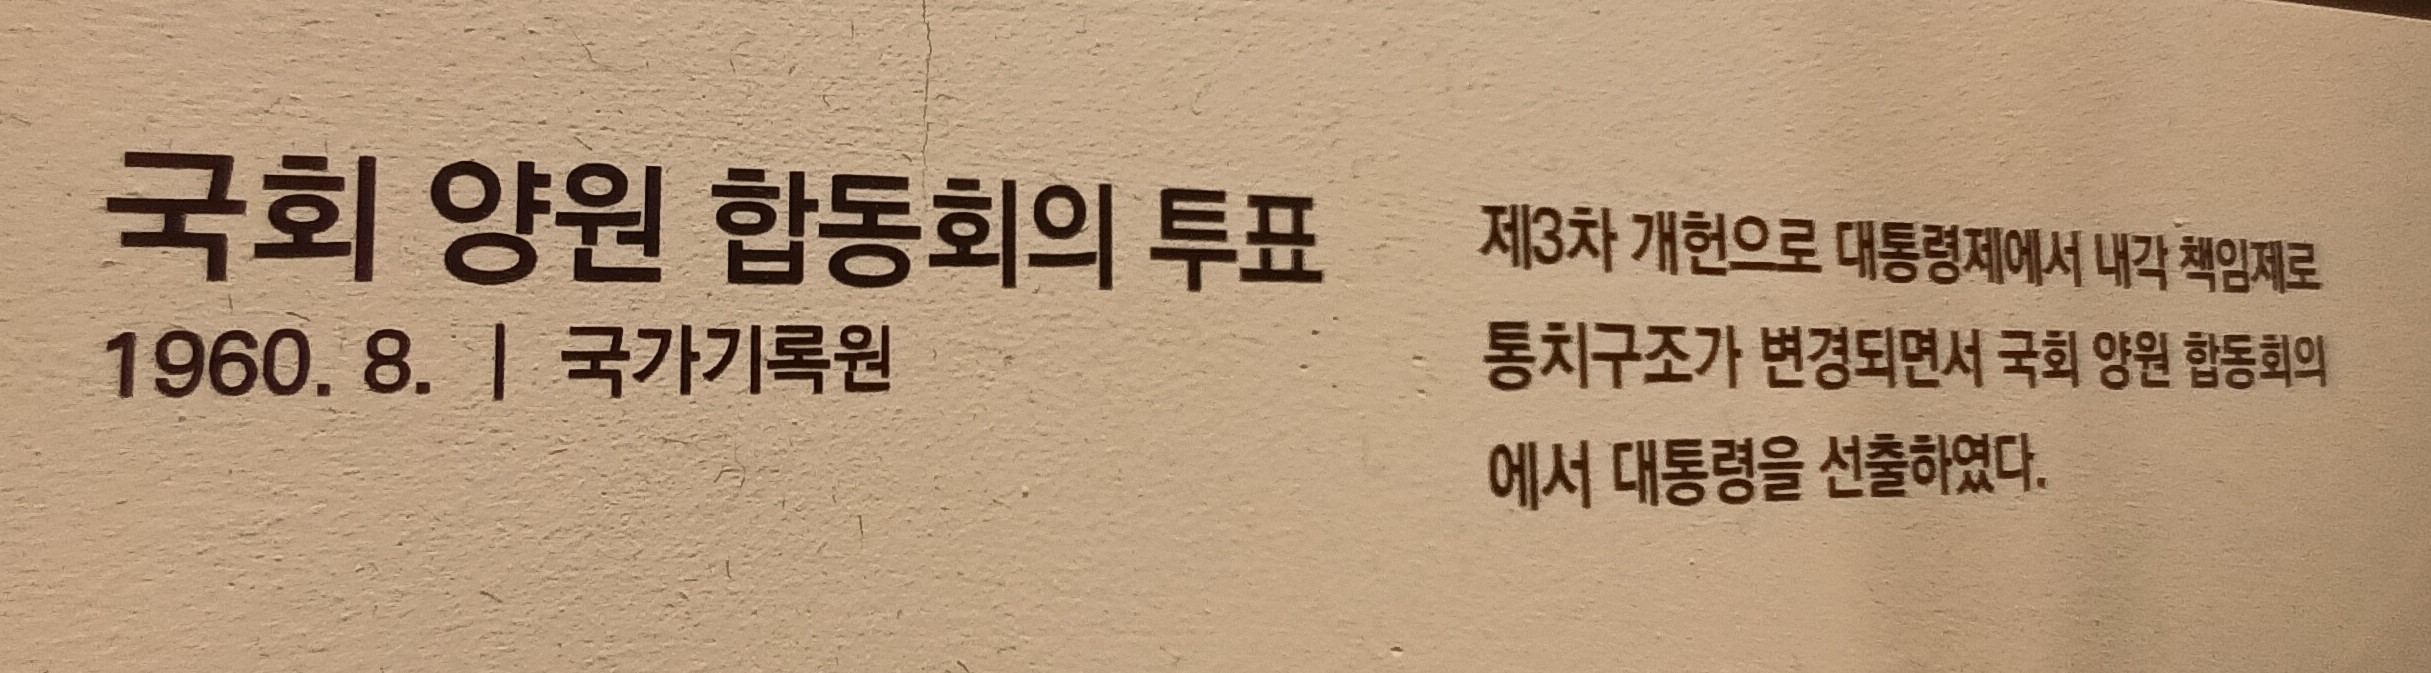 국회 양원 합동회의 투표
1960. 8. | 국가기록원
제3차 개헌으로 대통령제에서 내각 책임제로
통치구조가 변경되면서 국회 양원 합동회의
에서 대통령을 선출하였다.